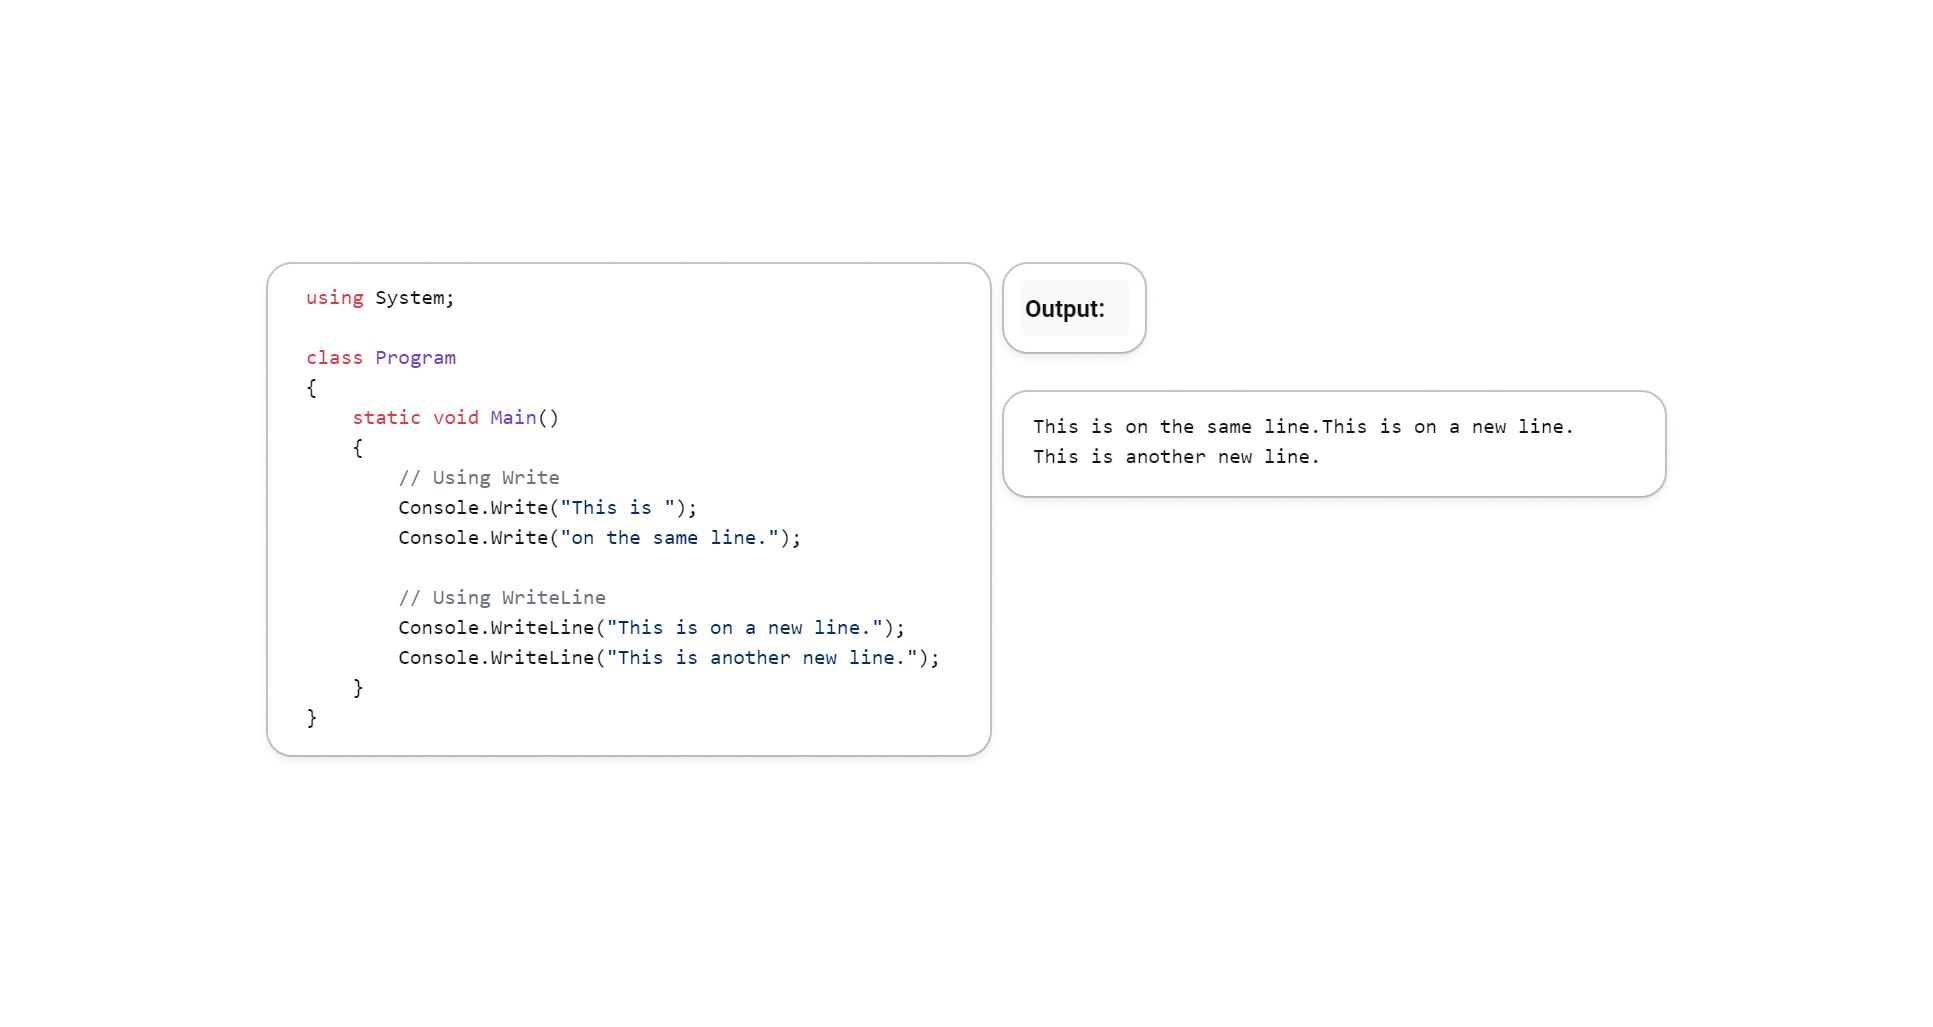 using System;

class Program
{
    static void Main()
    {
        // Using Write
        Console.Write("This is ");
        Console.Write("on the same line.");

        // Using WriteLine
        Console.WriteLine("This is on a new line.");
        Console.WriteLine("This is another new line.");
    }
}
Output:
This is on the same line.This is on a new line.
This is another new line.